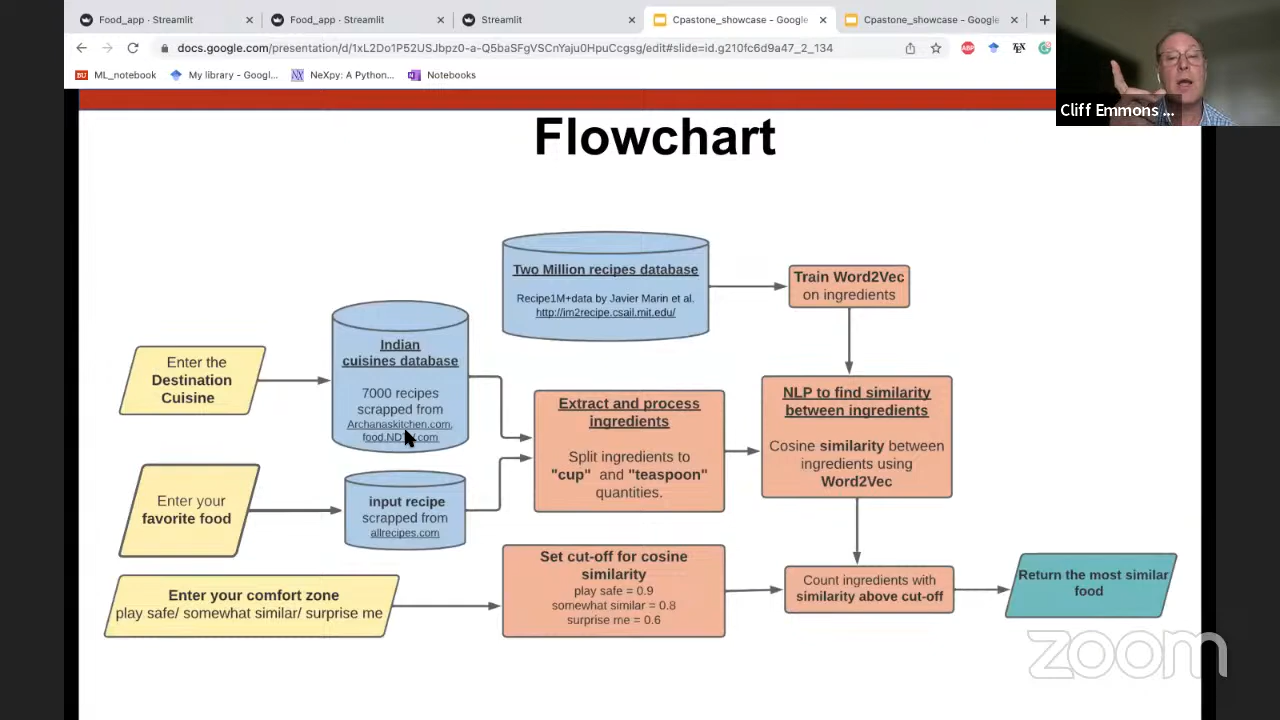 Food_app · Streamlit
Food_app · Streamlit
Streamlit
Cpastone_showcase - Google
Cpastone_showcase - Google
docs.google.com/presentation/d/1xL2Do1P52USJbpz0-a-Q5baSFgVSCnYaju0HpuCcgsg/edit#slide=id.g210fc6d9a47_2_134
ABP
BU ML_notebook
My library - Googl...
NeXpy: A Python...
Notebooks
Cliff Emmons ...
Flowchart
Two Million recipes database
Recipe1M+data by Javier Marin et al.
http://im2recipe.csail.mit.edu/
Train Word2Vec
on ingredients
Enter the
Destination
Cuisine
Indian
cuisines database
7000 recipes
scrapped from
Archanaskitchen.com,
Extract and process
ingredients
Split ingredients to
"cup" and "teaspoon"
quantities.
NLP to find similarity
between ingredients
Cosine similarity between
ingredients using
Word2Vec
Enter your
favorite food
input recipe
scrapped from
allrecipes.com
Enter your comfort zone
play safe/ somewhat similar/ surprise me
Set cut-off for cosine
similarity
play safe = 0.9
somewhat similar = 0.8
surprise me = 0.6
Count ingredients with
similarity above cut-off
Return the most similar
food
zoom